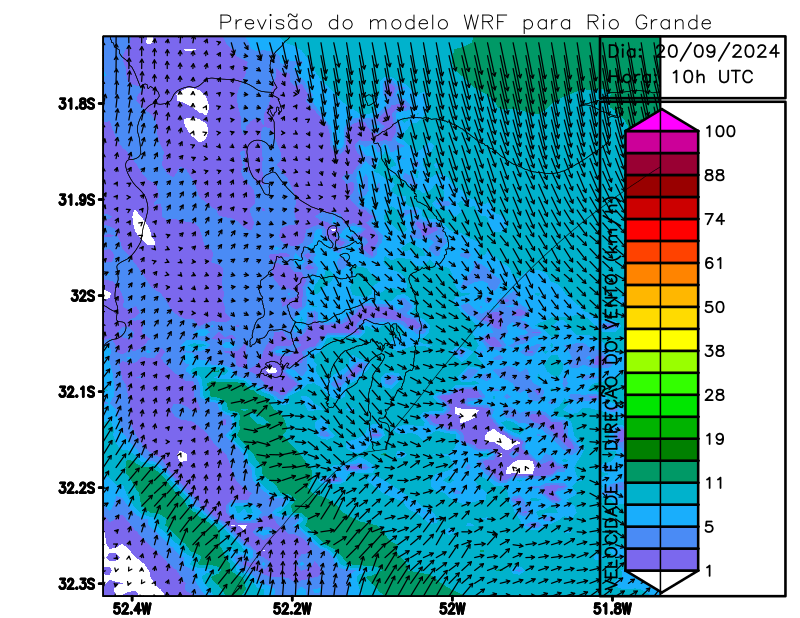 Previsão do modelo WRF para Rio Grande
Dia: 20/09/2024
Hora: 10h UTC
31.8S
31.9S
32S
32.1S
32.2S
32.3S
52.4W
52.2W
52W
51.8W
VELOCIDADE E DIREÇÃO DO VENTO (km/h)
100
88
74
61
50
38
28
19
11
5
1